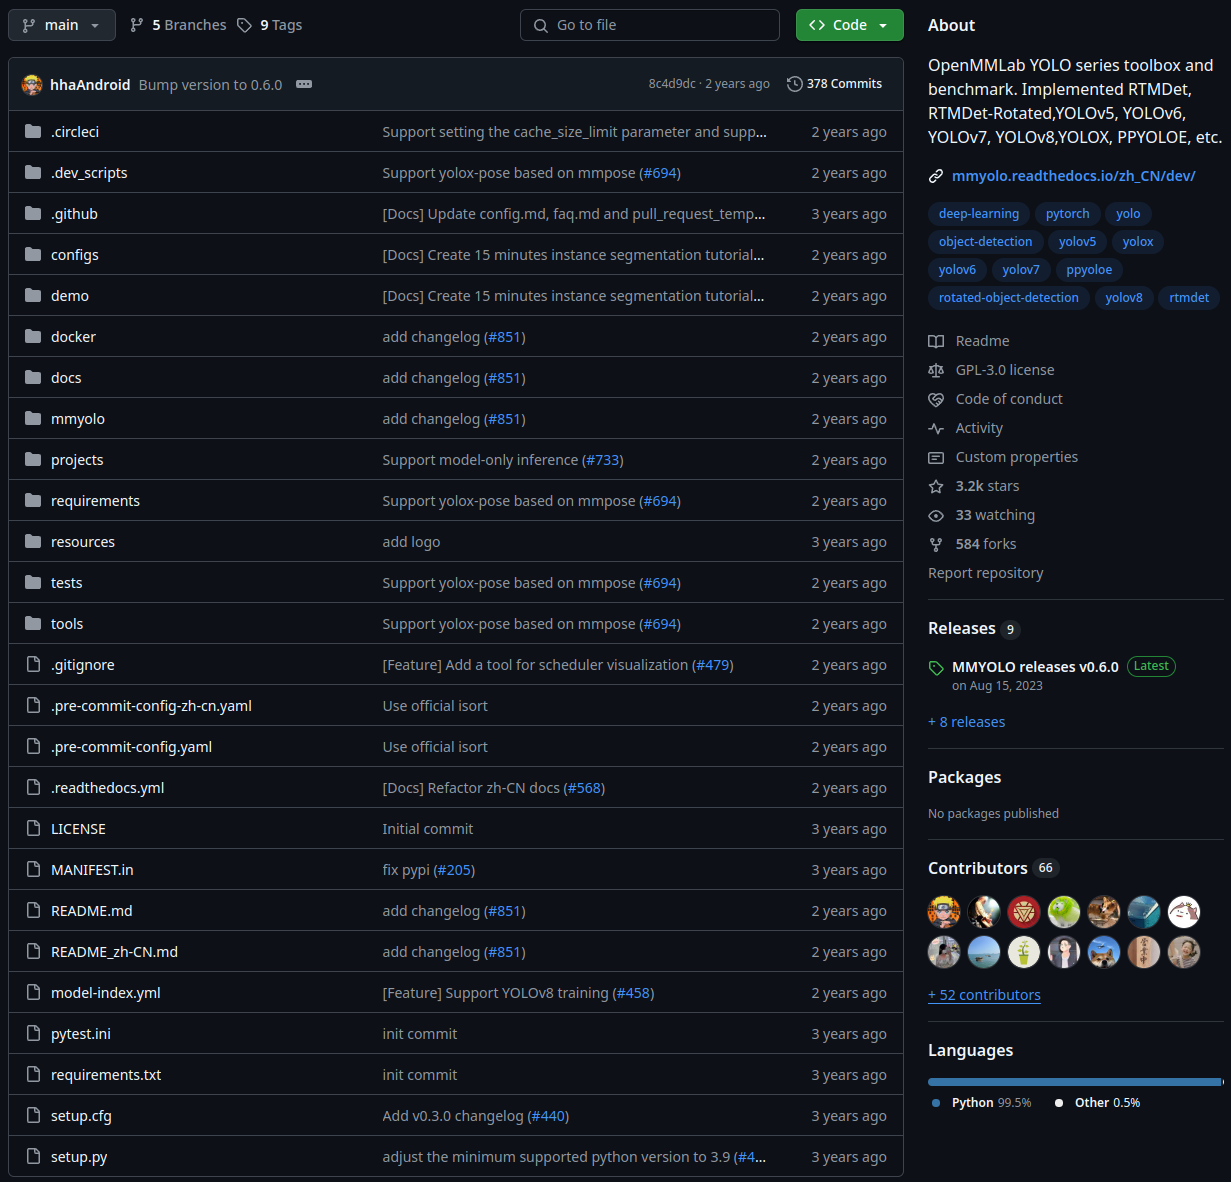 main
5 Branches
9 Tags
Go to file
Code
hhaAndroid Bump version to 0.6.0
8c4d9dc · 2 years ago
378 Commits
.circleci Support setting the cache_size_limit parameter and supp... 2 years ago
.dev_scripts Support yolox-pose based on mmpose (#694) 2 years ago
.github [Docs] Update config.md, faq.md and pull_request_temp... 3 years ago
configs [Docs] Create 15 minutes instance segmentation tutorial... 2 years ago
demo [Docs] Create 15 minutes instance segmentation tutorial... 2 years ago
docker add changelog (#851) 2 years ago
docs add changelog (#851) 2 years ago
mmyolo add changelog (#851) 2 years ago
projects Support model-only inference (#733) 2 years ago
requirements Support yolox-pose based on mmpose (#694) 2 years ago
resources add logo 3 years ago
tests Support yolox-pose based on mmpose (#694) 2 years ago
tools Support yolox-pose based on mmpose (#694) 2 years ago
.gitignore [Feature] Add a tool for scheduler visualization (#479) 2 years ago
.pre-commit-config-zh-cn.yaml Use official isort 2 years ago
.pre-commit-config.yaml Use official isort 2 years ago
.readthedocs.yml [Docs] Refactor zh-CN docs (#568) 2 years ago
LICENSE Initial commit 3 years ago
MANIFEST.in fix pypi (#205) 3 years ago
README.md add changelog (#851) 2 years ago
README_zh-CN.md add changelog (#851) 2 years ago
model-index.yml [Feature] Support YOLOv8 training (#458) 2 years ago
pytest.ini init commit 3 years ago
requirements.txt init commit 3 years ago
setup.cfg Add v0.3.0 changelog (#440) 3 years ago
setup.py adjust the minimum supported python version to 3.9 (#4... 3 years ago
About
OpenMMLab YOLO series toolbox and
benchmark. Implemented RTMDet,
RTMDet-Rotated,YOLOv5, YOLOv6,
YOLOv7, YOLOv8,YOLOX, PPYOLOE, etc.
mmyolo.readthedocs.io/zh_CN/dev/
deep-learning pytorch yolo
object-detection yolov5 yolox
yolov6 yolov7 ppyoloe
rotated-object-detection yolov8 rtmdet
Readme
GPL-3.0 license
Code of conduct
Activity
Custom properties
3.2k stars
33 watching
584 forks
Report repository
Releases 9
MMYOLO releases v0.6.0 Latest
on Aug 15, 2023
+ 8 releases
Packages
No packages published
Contributors 66
+ 52 contributors
Languages
Python 99.5% Other 0.5%